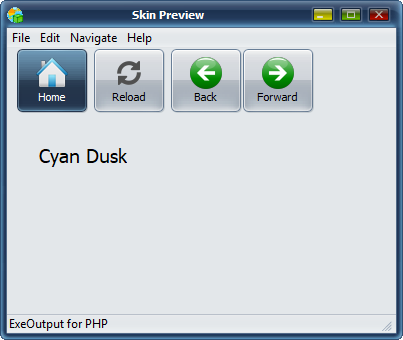 Skin Preview
File Edit Navigate Help
Home Reload Back Forward
Cyan Dusk
ExeOutput for PHP